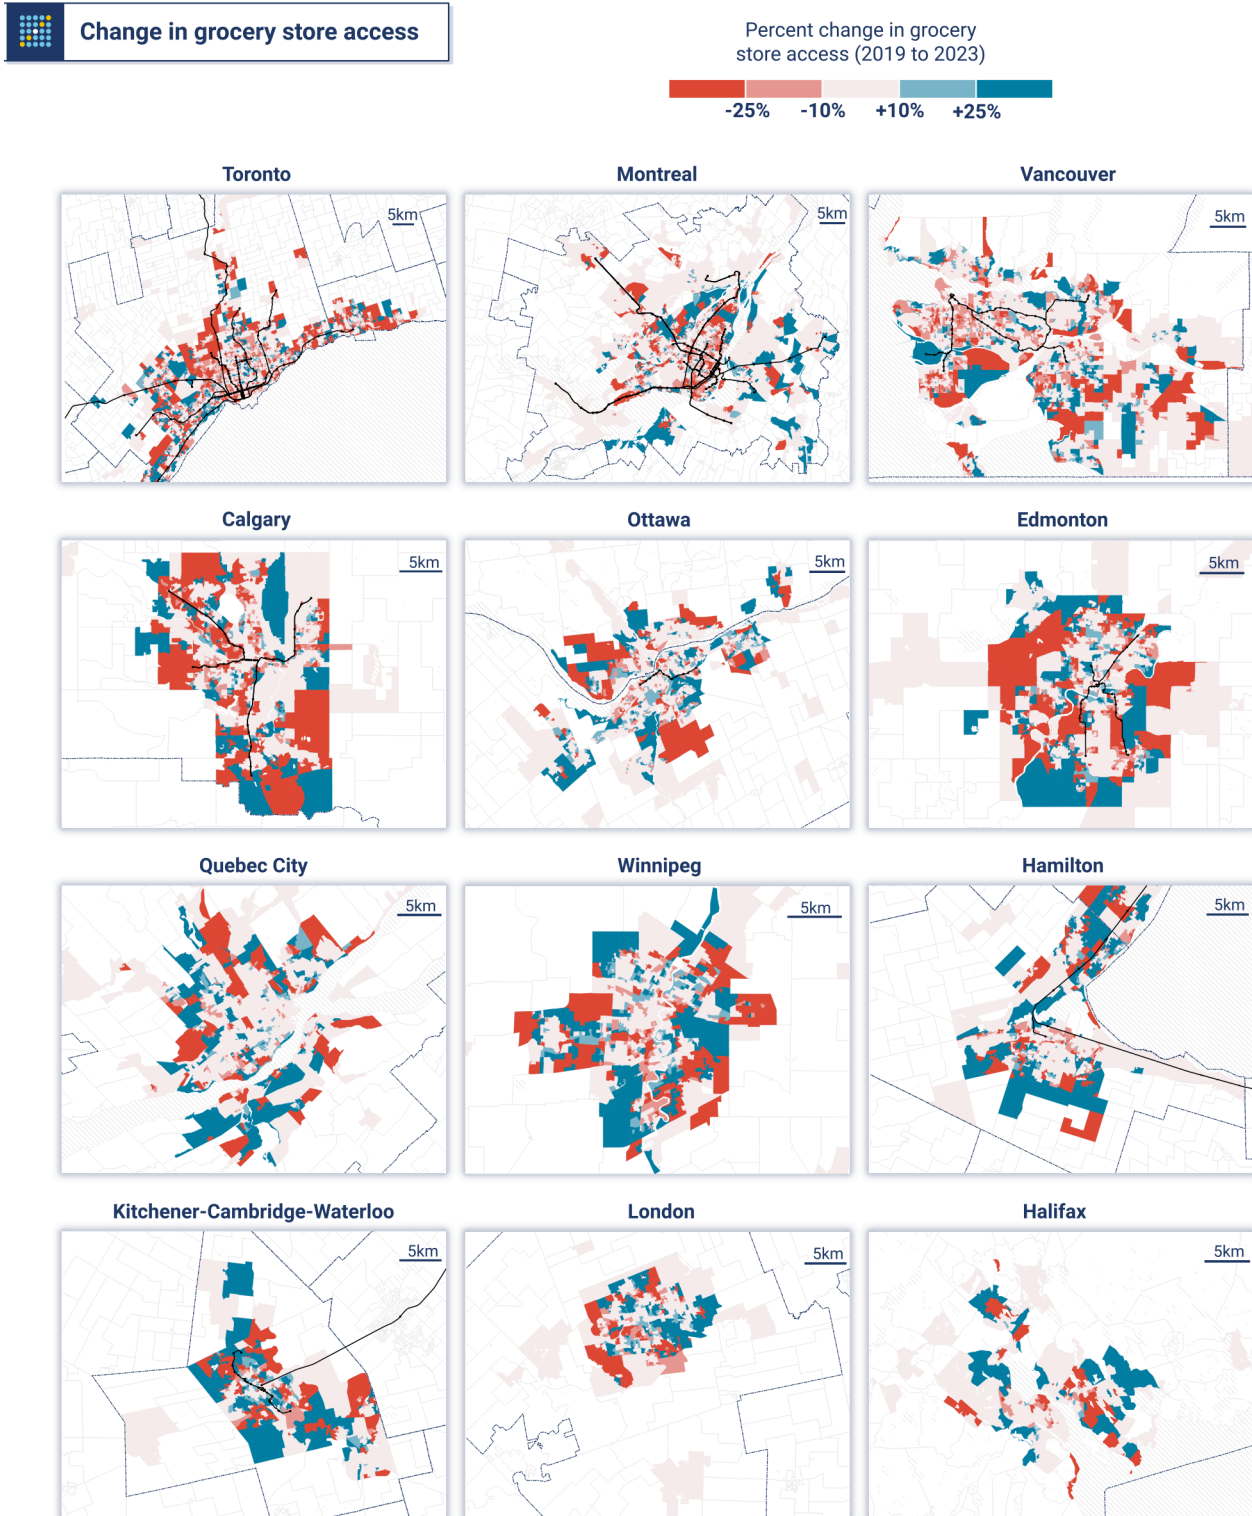 Change in grocery store access
Percent change in grocery
store access (2019 to 2023)
-25% -10% +10% +25%
Toronto Montreal Vancouver
5km 5km 5km
Calgary Ottawa Edmonton
5km 5km 5km
Quebec City Winnipeg Hamilton
5km 5km 5km
Kitchener-Cambridge-Waterloo London Halifax
5km 5km 5km